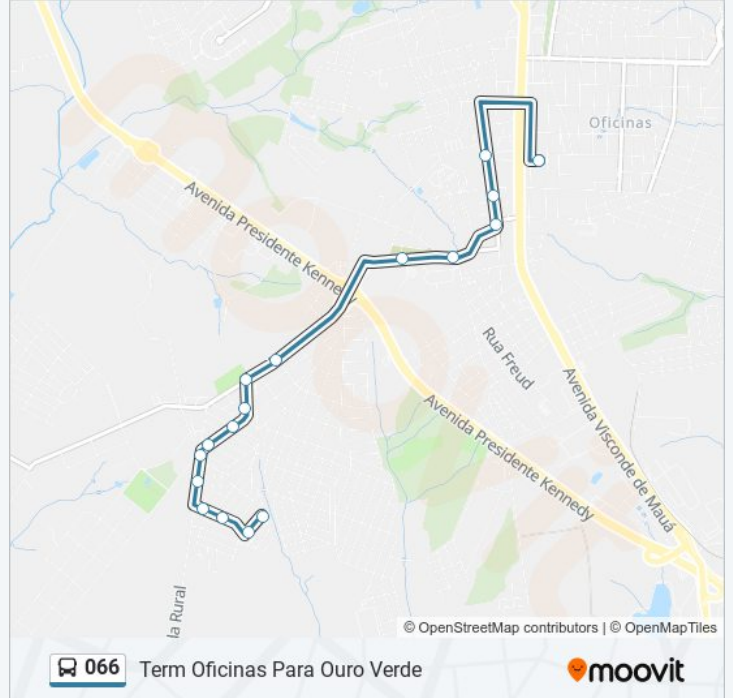 Oficinas
Avenida Presidente Kennedy
Rua Freud
Avenida Visconde de Mauá
Avenida Presidente Kennedy
la Rural
© OpenStreetMap contributors | © OpenMapTiles
066 Term Oficinas Para Ouro Verde
moovit